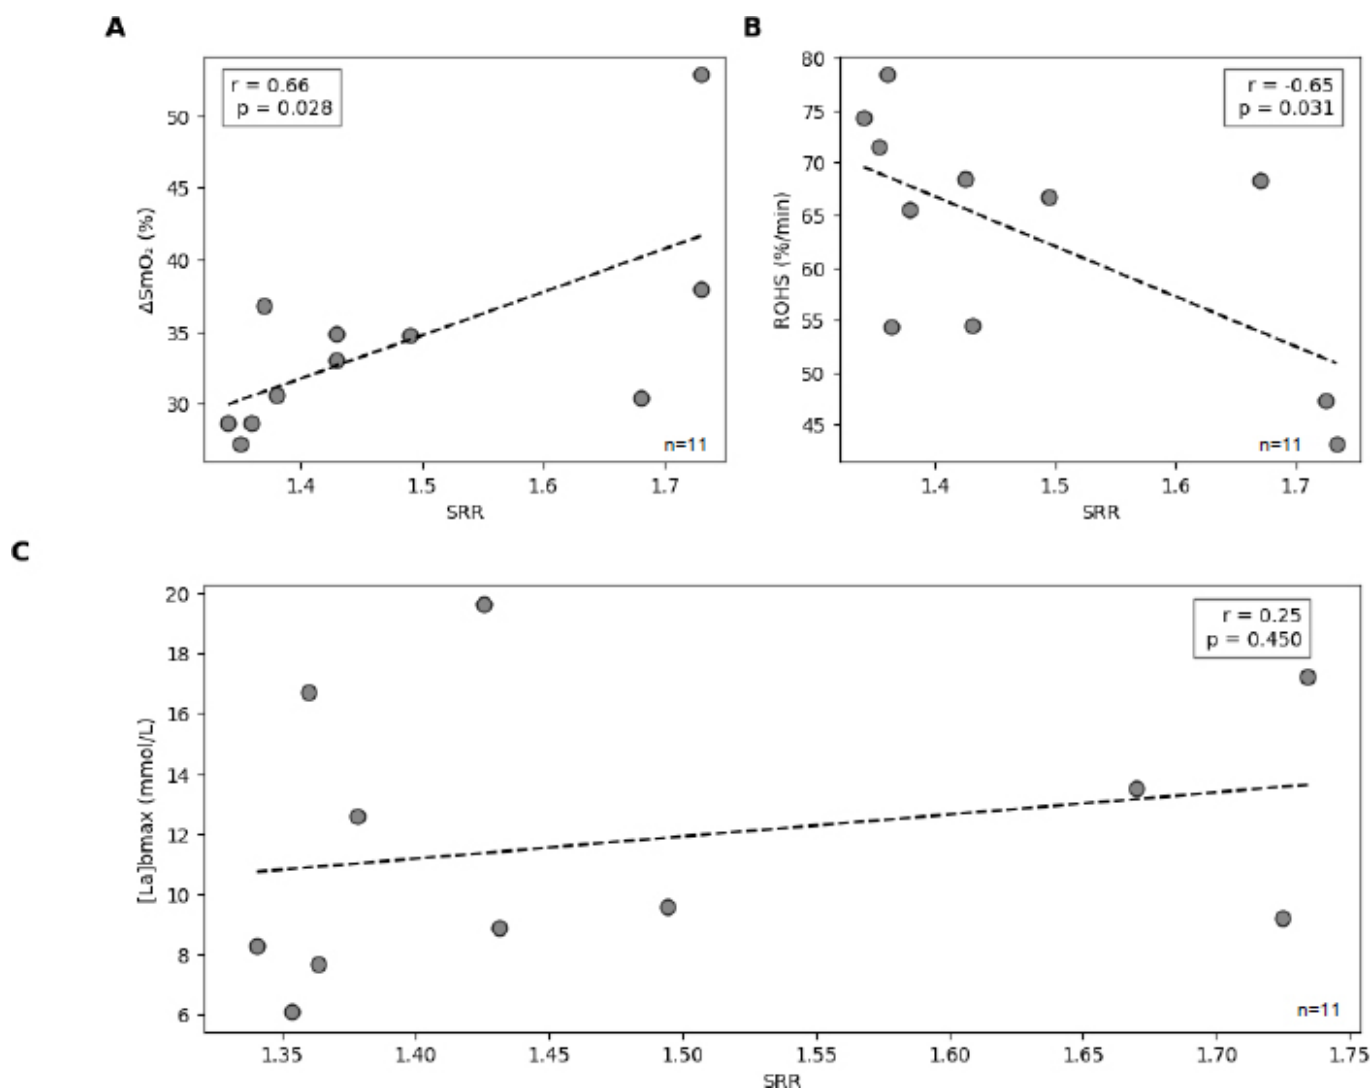 A
r = 0.66
p = 0.028
50
45
40
35
30
ΔSmO₂ (%)
n=11
1.4 1.5 1.6 1.7
SRR
B
80
75
70
65
60
55
50
45
ROHS (%/min)
r = -0.65
p = 0.031
n=11
1.4 1.5 1.6 1.7
SRR
C
20
18
16
14
12
10
8
6
[La]bmax (mmol/L)
r = 0.25
p = 0.450
n=11
1.35 1.40 1.45 1.50 1.55 1.60 1.65 1.70 1.75
SRR